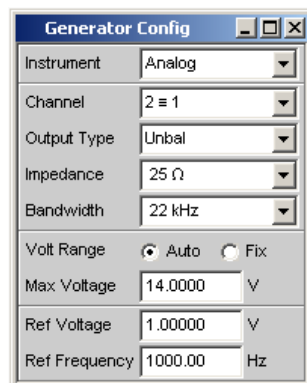 Generator Config
Instrument Analog
Channel 2 ≡ 1
Output Type Unbal
Impedance 25 Ω
Bandwidth 22 kHz
Volt Range Auto Fix
Max Voltage 14.0000 V
Ref Voltage 1.00000 V
Ref Frequency 1000.00 Hz